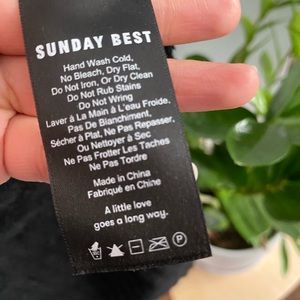 SUNDAY BEST
Hand Wash Cold,
No Bleach, Dry Flat,
Do Not Iron, Or Dry Clean
Do Not Rub Stains
Do Not Wring
Laver à La Main à L'eau Froide.
Pas De Blanchiment,
Sécher à Plat, Ne Pas Repasser,
Ou Nettoyer à Sec
Ne Pas Frotter Les Taches
Ne Pas Tordre
Made in China
Fabriqué en Chine
A little love
goes a long way.
P